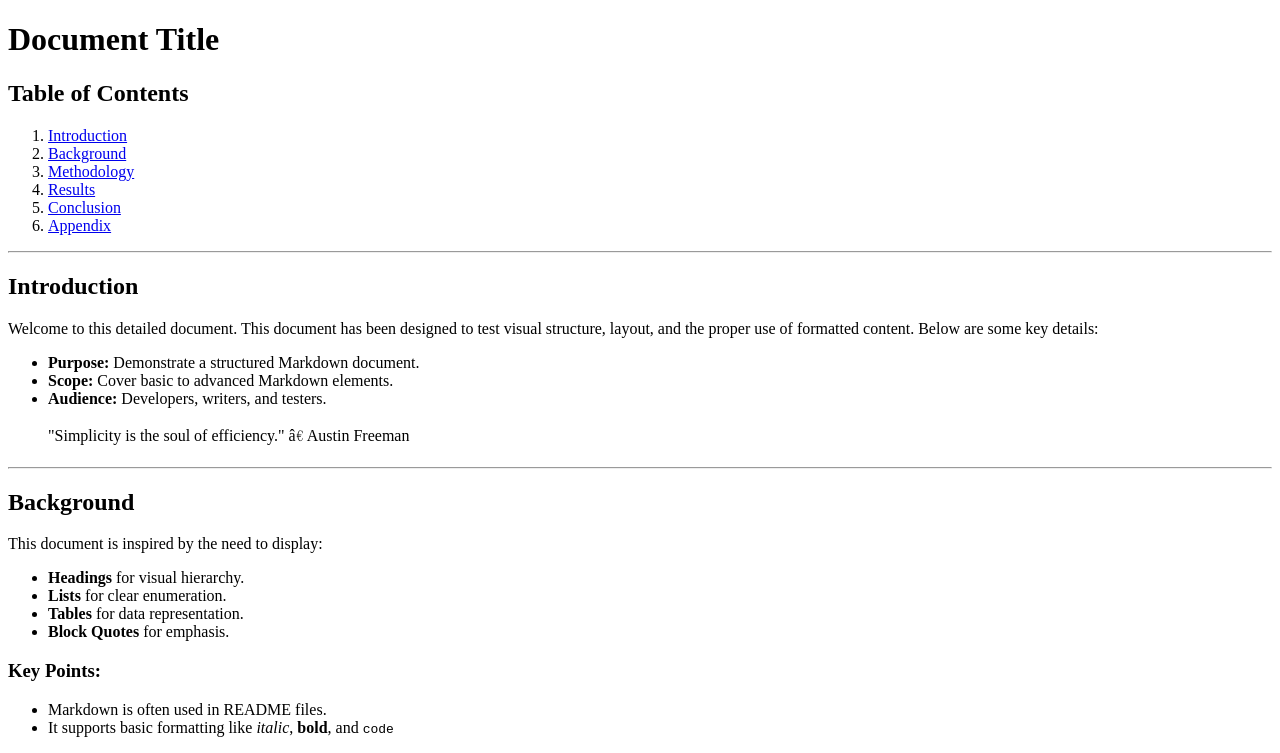 Document Title
Table of Contents
1. Introduction
2. Background
3. Methodology
4. Results
5. Conclusion
6. Appendix
Introduction
Welcome to this detailed document. This document has been designed to test visual structure, layout, and the proper use of formatted content. Below are some key details:
• Purpose: Demonstrate a structured Markdown document.
• Scope: Cover basic to advanced Markdown elements.
• Audience: Developers, writers, and testers.
"Simplicity is the soul of efficiency." â€ Austin Freeman
Background
This document is inspired by the need to display:
• Headings for visual hierarchy.
• Lists for clear enumeration.
• Tables for data representation.
• Block Quotes for emphasis.
Key Points:
• Markdown is often used in README files.
• It supports basic formatting like italic, bold, and code